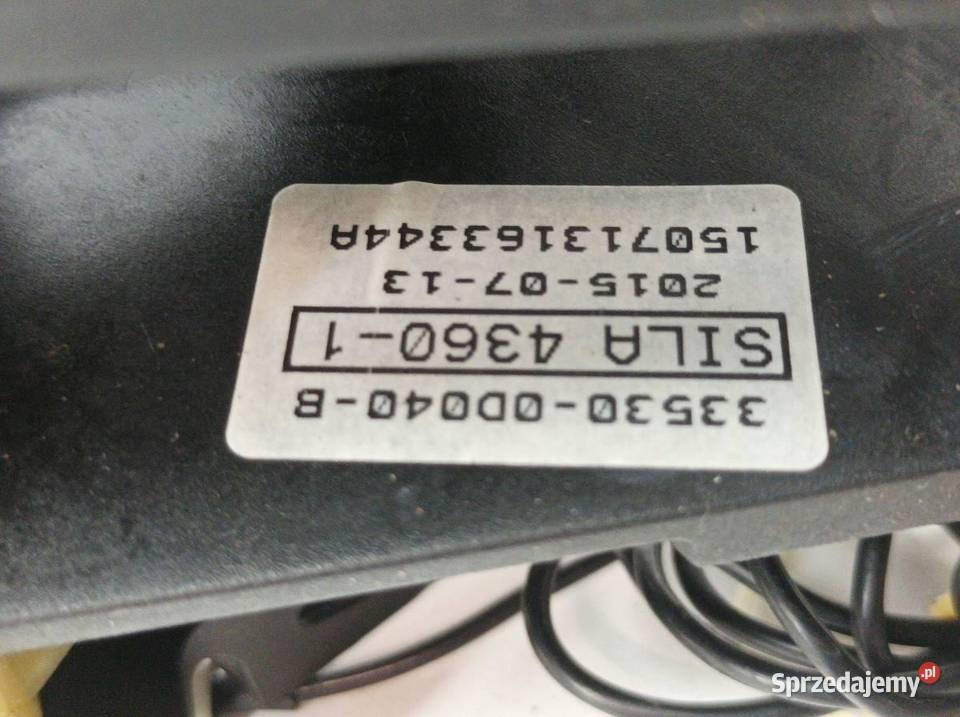 33530-0D040-B
SILA 4360-1
2015-07-13
150713163344A
Sprzedajemy.pl